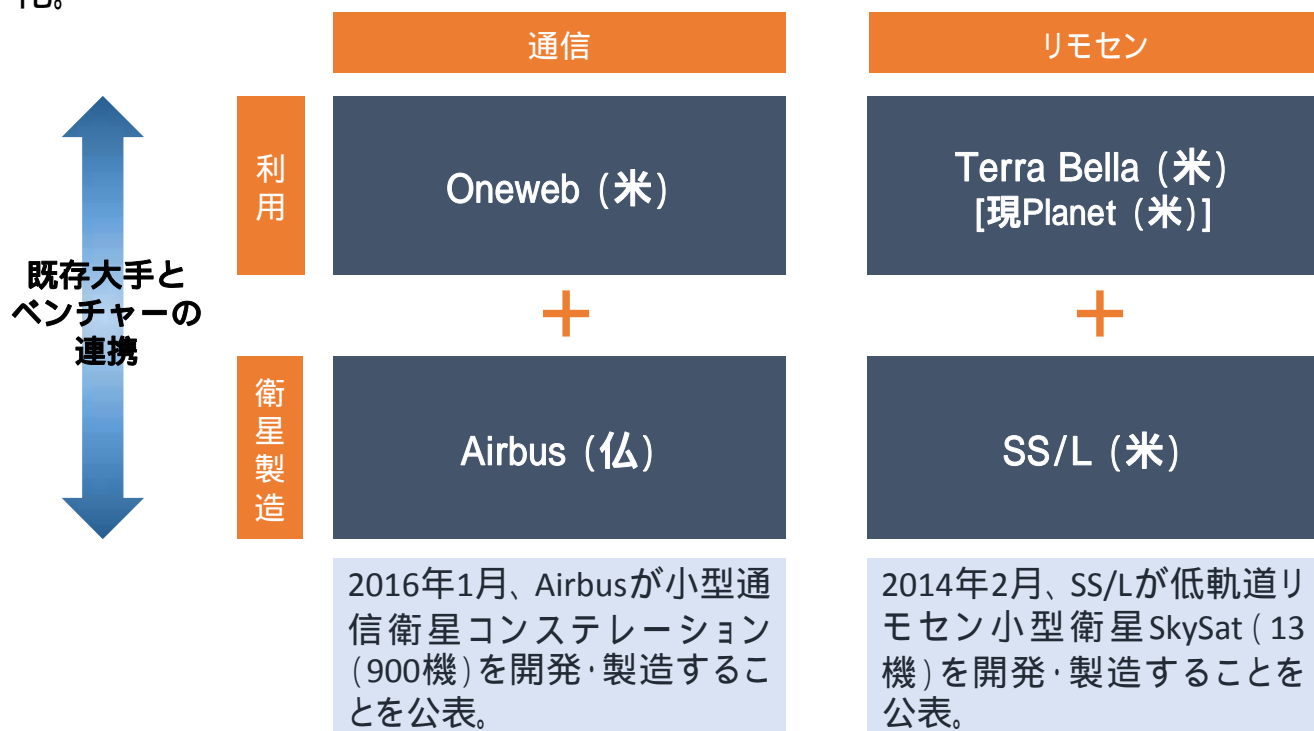 化。
通信
リモセン
利用
Oneweb（米）
Terra Bella（米）
[現Planet（米）]
既存大手と
ベンチャーの
連携
＋
＋
衛星製造
Airbus（仏）
SS/L（米）
2016年1月、Airbusが小型通
信衛星コンステレーション
(900機)を開発・製造するこ
とを公表。
2014年2月、SS/Lが低軌道リ
モセン小型衛星SkySat(13
機)を開発・製造することを
公表。